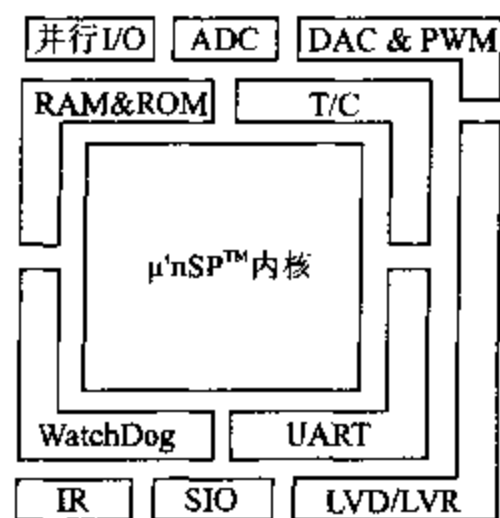 并行I/O
ADC
DAC & PWM
RAM&ROM
T/C
μ'nSP™内核
WatchDog
UART
IR
SIO
LVD/LVR